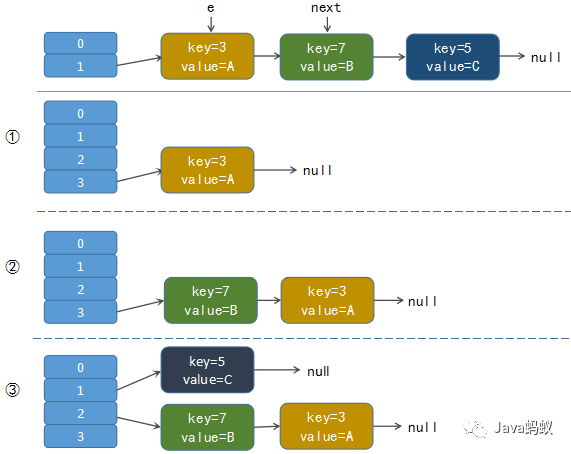 e next
0
1
key=3
value=A
key=7
value=B
key=5
value=C
null
①
0
1
2
3
key=3
value=A
null
②
0
1
2
3
key=7
value=B
key=3
value=A
null
③
0
1
2
3
key=5
value=C
null
key=7
value=B
key=3
value=A
null
Java蚂蚁